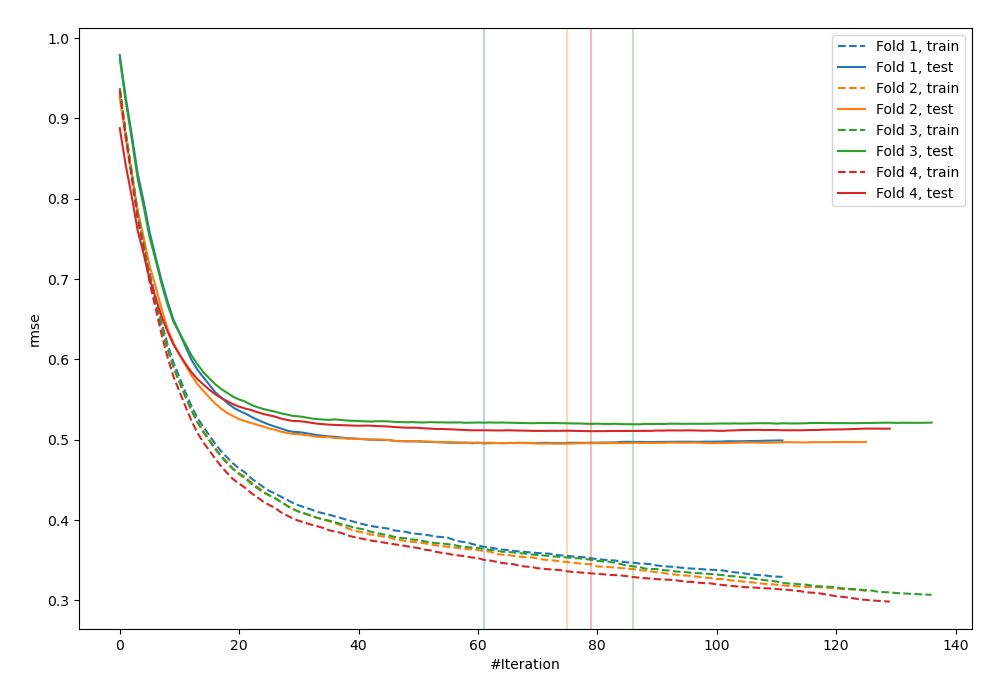 1.0
0.9
0.8
0.7
0.6
0.5
0.4
0.3
rmse
0
20
40
60
80
100
120
140
#Iteration
Fold 1, train
Fold 1, test
Fold 2, train
Fold 2, test
Fold 3, train
Fold 3, test
Fold 4, train
Fold 4, test